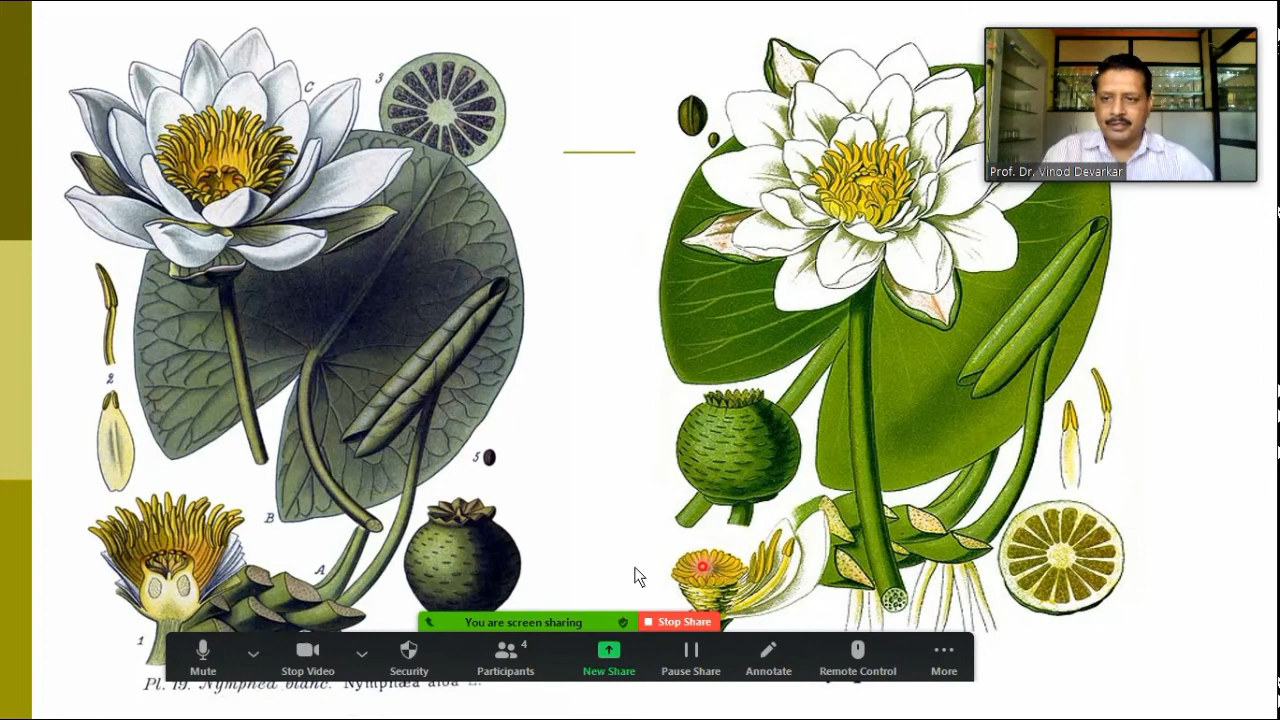 C
3
Prof. Dr. Vinod Devarkar
2
5
B
A
1
You are screen sharing
Stop Share
Mute
Stop Video
Security
Participants
4
New Share
Pause Share
Annotate
Remote Control
More
Pl. 19. Nymphéa blanc. Nymphæa alba L.